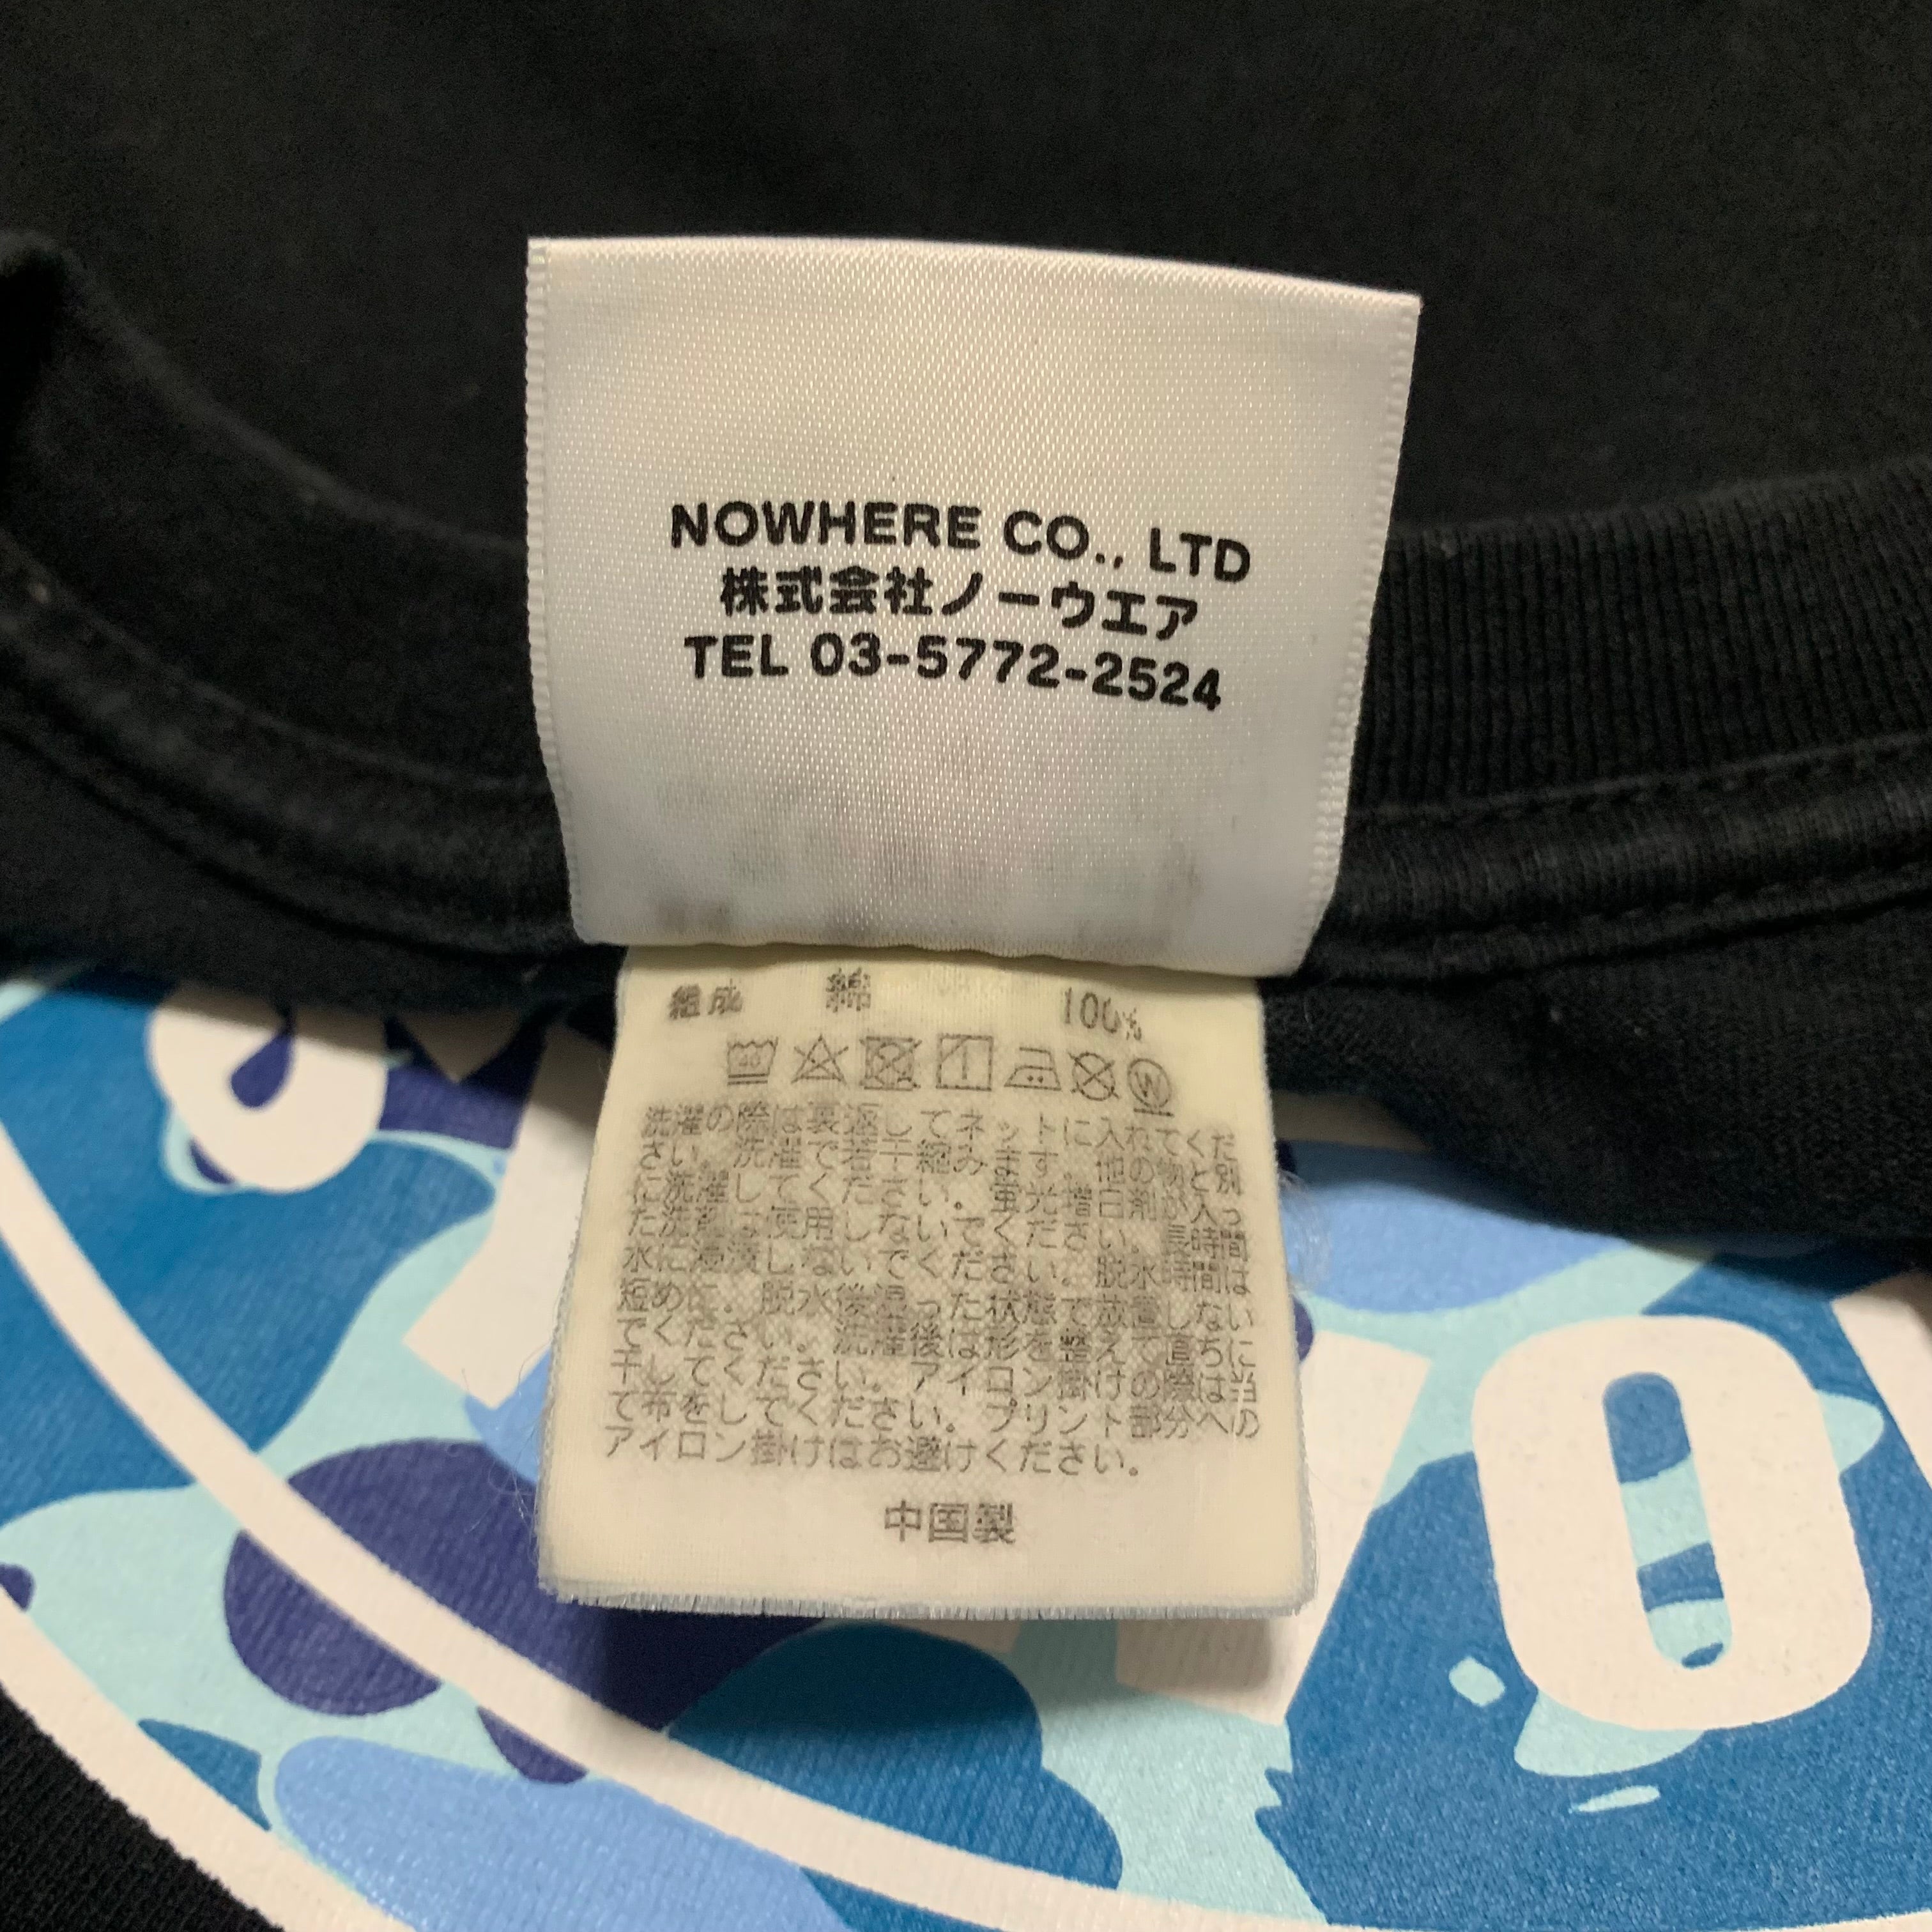 NOWHERE CO., LTD
株式会社ノーウエア
TEL 03-5772-2524
組成 綿 100%
40
W
洗濯の際は裏返してネットに入れてくだ
さい。洗濯で若干縮みます。他の物と別
に洗濯してください。蛍光増白剤が入っ
た洗剤は使用しないでください。長時間
水に浸漬しないでください。脱水時間は
短めに。脱水後湿った状態で放置しない
でください。洗濯後は形を整えて直ちに
干してください。アイロン掛けの際は当
て布をしてください。プリント部分への
アイロン掛けはお避けください。
中国製